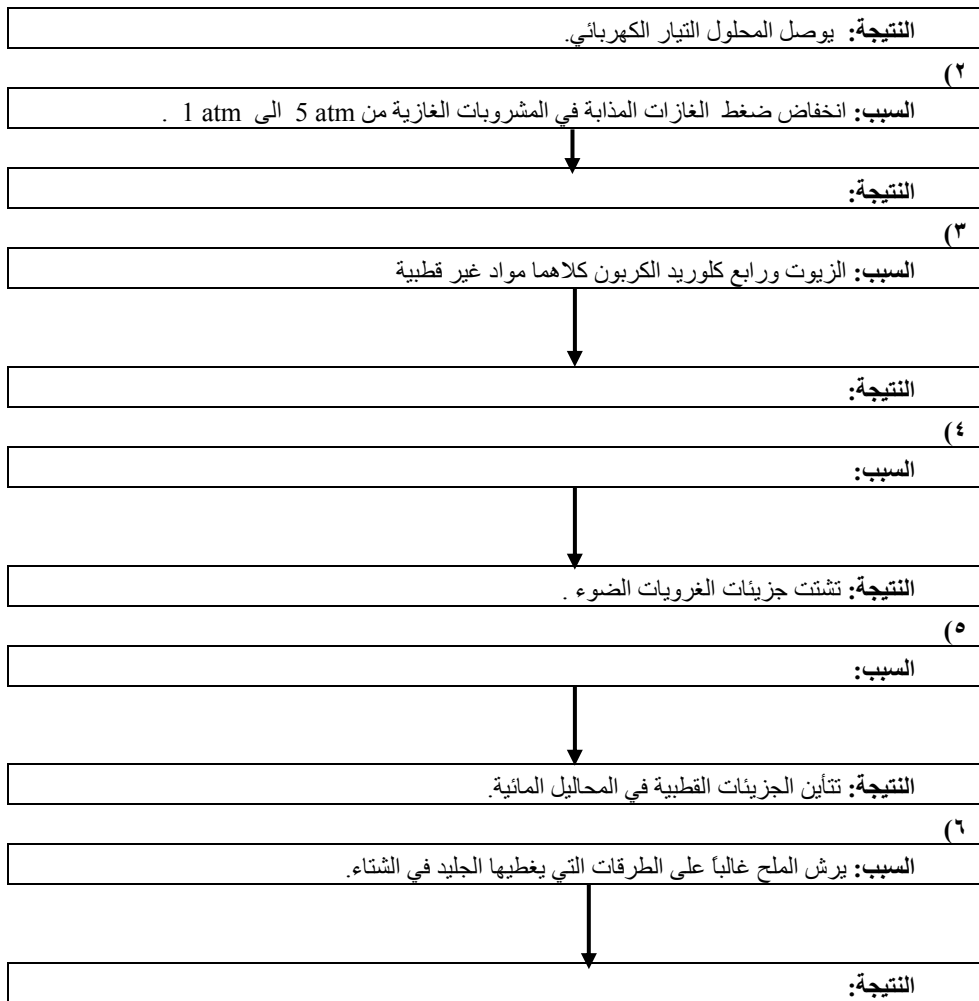 النتيجة: يوصل المحلول التيار الكهربائي.
٢)
السبب: انخفاض ضغط الغازات المذابة في المشروبات الغازية من 5 atm الى 1 atm .
النتيجة:
٣)
السبب: الزيوت ورابع كلوريد الكربون كلاهما مواد غير قطبية
النتيجة:
٤)
السبب:
النتيجة: تشتت جزيئات الغرويات الضوء .
٥)
السبب:
النتيجة: تتأين الجزيئات القطبية في المحاليل المائية.
٦)
السبب: يرش الملح غالباً على الطرقات التي يغطيها الجليد في الشتاء.
النتيجة: